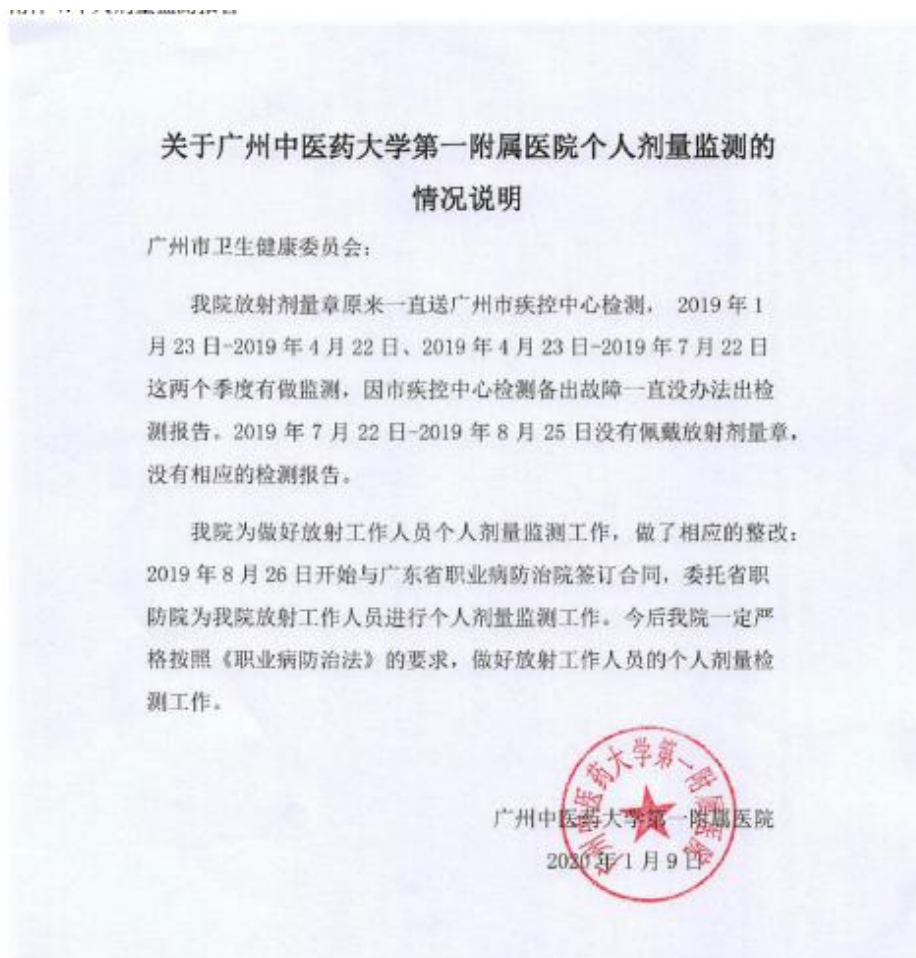 关于广州中医药大学第一附属医院个人剂量监测的
情况说明
广州市卫生健康委员会:
我院放射剂量章原来一直送广州市疾控中心检测, 2019 年 1
月 23 日-2019 年 4 月 22 日、2019 年 4 月 23 日-2019 年 7 月 22 日
这两个季度有做监测,因市疾控中心检测备出故障一直没办法出检
测报告。2019 年 7 月 22 日-2019 年 8 月 25 日没有佩戴放射剂量章,
没有相应的检测报告。
我院为做好放射工作人员个人剂量监测工作,做了相应的整改:
2019 年 8 月 26 日开始与广东省职业病防治院签订合同,委托省职
防院为我院放射工作人员进行个人剂量监测工作。今后我院一定严
格按照《职业病防治法》的要求,做好放射工作人员的个人剂量检
测工作。
广州中医药大学第一附属医院
广州中医药大学第一附属医院
2020 年 1 月 9 日